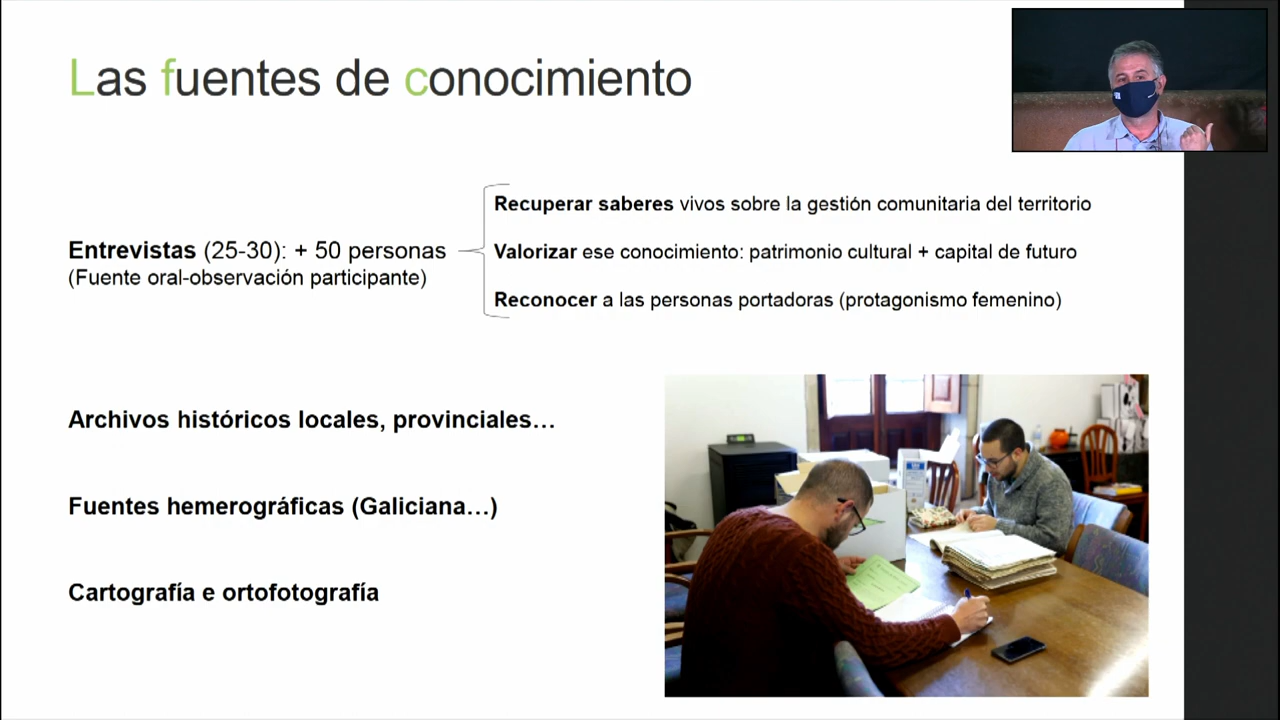 Las fuentes de conocimiento
Entrevistas (25-30): + 50 personas
(Fuente oral-observación participante)
Recuperar saberes vivos sobre la gestión comunitaria del territorio
Valorizar ese conocimiento: patrimonio cultural + capital de futuro
Reconocer a las personas portadoras (protagonismo femenino)
Archivos históricos locales, provinciales…
Fuentes hemerográficas (Galiciana…)
Cartografía e ortofotografía